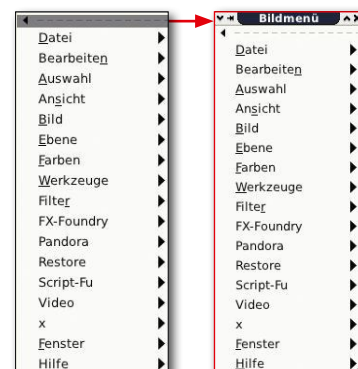 Datei
Bearbeiten
Auswahl
Ansicht
Bild
Ebene
Farben
Werkzeuge
Filter
FX-Foundry
Pandora
Restore
Script-Fu
Video
x
Fenster
Hilfe
Bildmenü
Datei
Bearbeiten
Auswahl
Ansicht
Bild
Ebene
Farben
Werkzeuge
Filter
FX-Foundry
Pandora
Restore
Script-Fu
Video
x
Fenster
Hilfe